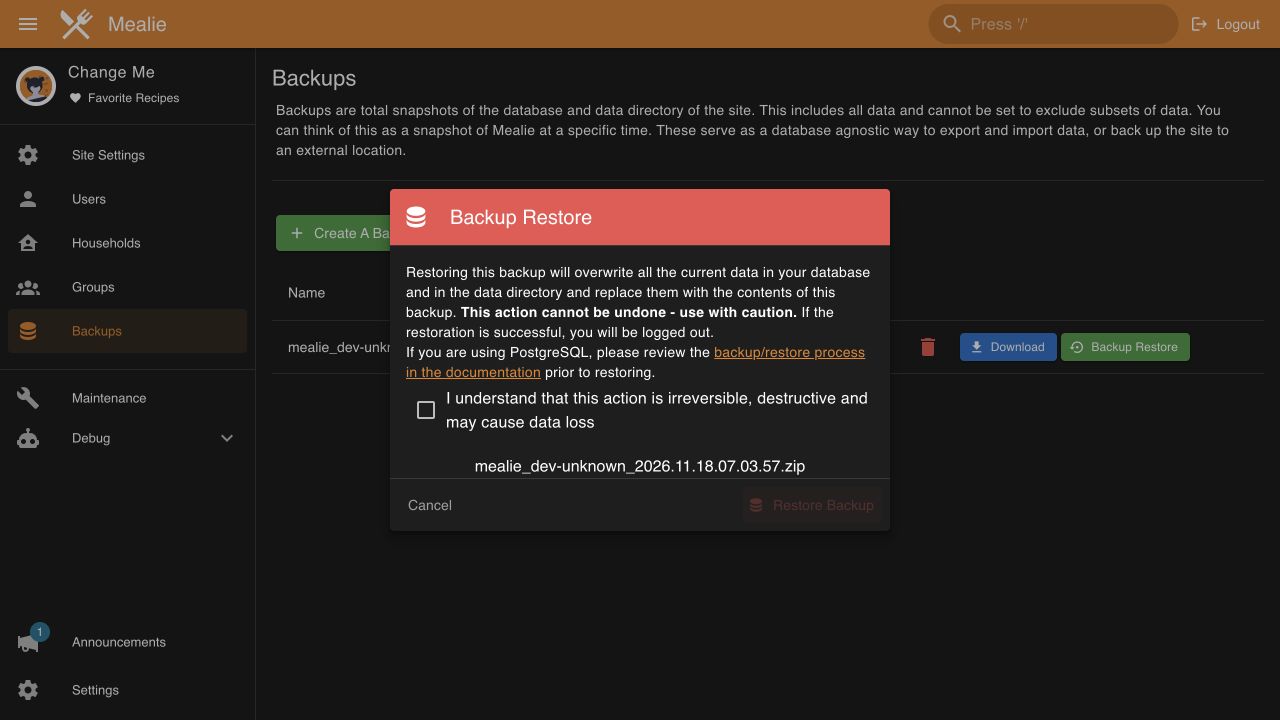 Mealie
Press '/'
Logout
Change Me
Favorite Recipes
Site Settings
Users
Households
Groups
Backups
Maintenance
Debug
1
Announcements
Settings
Backups
Backups are total snapshots of the database and data directory of the site. This includes all data and cannot be set to exclude subsets of data. You
can think of this as a snapshot of Mealie at a specific time. These serve as a database agnostic way to export and import data, or back up the site to
an external location.
Create A Ba
Name
mealie_dev-unkn
Download
Backup Restore
Backup Restore
Restoring this backup will overwrite all the current data in your database
and in the data directory and replace them with the contents of this
backup. This action cannot be undone - use with caution. If the
restoration is successful, you will be logged out.
If you are using PostgreSQL, please review the backup/restore process
in the documentation prior to restoring.
I understand that this action is irreversible, destructive and
may cause data loss
mealie_dev-unknown_2026.11.18.07.03.57.zip
Cancel
Restore Backup